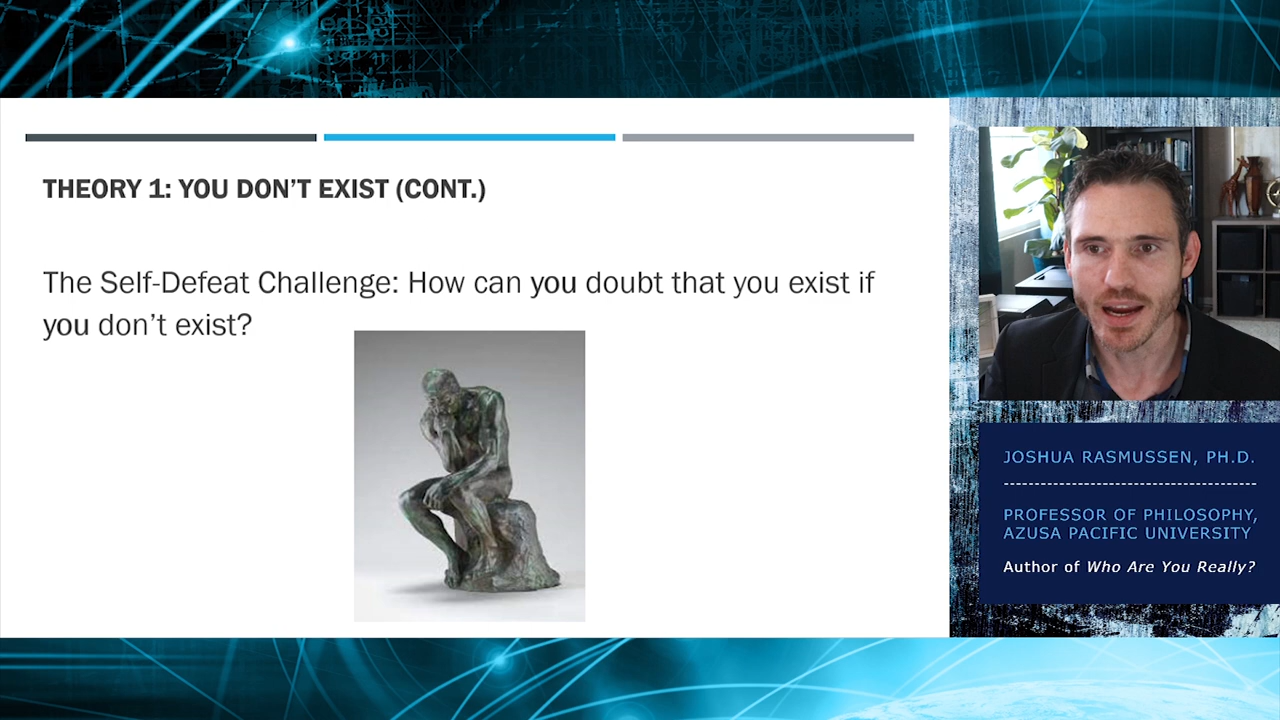 THEORY 1: YOU DON’T EXIST (CONT.)
The Self-Defeat Challenge: How can you doubt that you exist if
you don’t exist?
JOSHUA RASMUSSEN, PH.D.
----------------------------------------
PROFESSOR OF PHILOSOPHY,
AZUSA PACIFIC UNIVERSITY
Author of Who Are You Really?